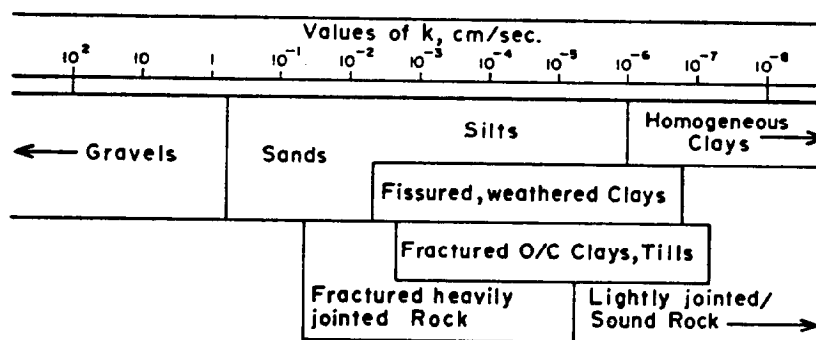 Values of k, cm/sec.
10² 10 1 10⁻¹ 10⁻² 10⁻³ 10⁻⁴ 10⁻⁵ 10⁻⁶ 10⁻⁷ 10⁻⁸
Gravels
Sands
Silts
Homogeneous
Clays
Fissured, weathered Clays
Fractured O/C Clays, Tills
Fractured heavily
jointed Rock
Lightly jointed/
Sound Rock